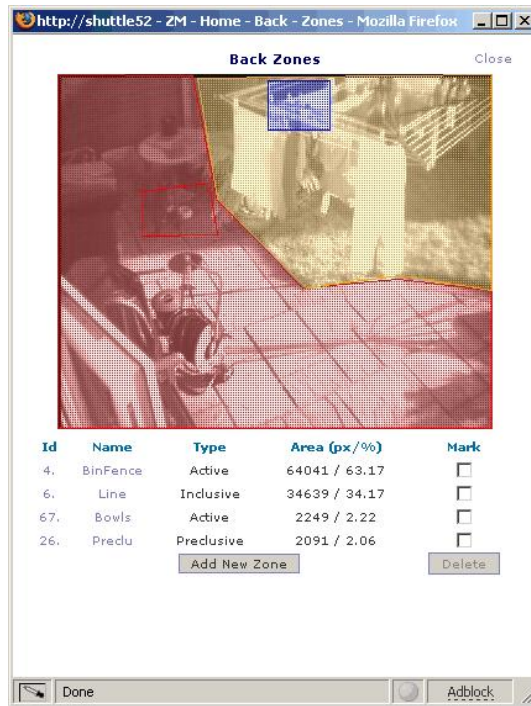 http://shuttle52 - ZM - Home - Back - Zones - Mozilla Firefox
Back Zones
Close
Id Name Type Area (px/%) Mark
4. BinFence Active 64041 / 63.17
6. Line Inclusive 34639 / 34.17
67. Bowls Active 2249 / 2.22
26. Preclu Preclusive 2091 / 2.06
Add New Zone Delete
Done Adblock